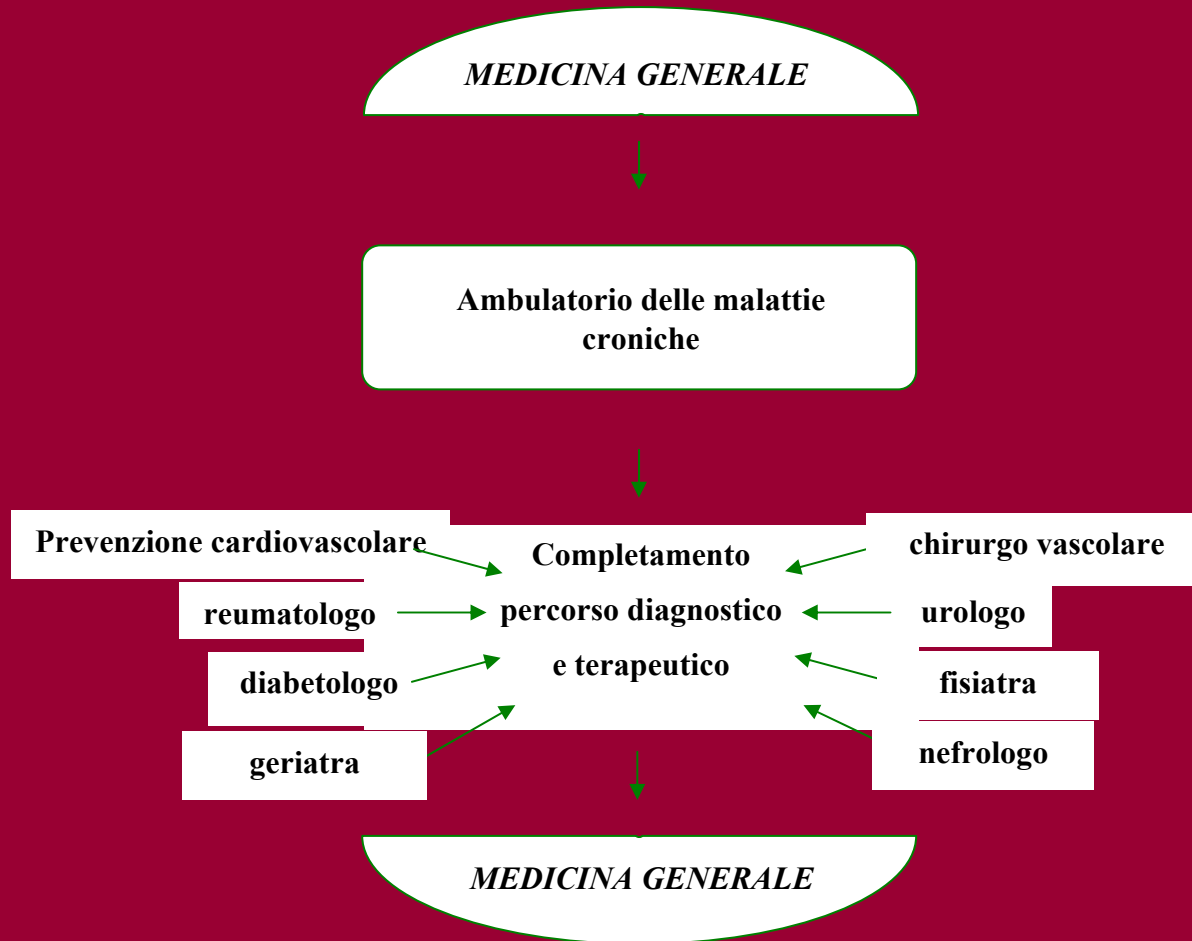 MEDICINA GENERALE
Ambulatorio delle malattie
croniche
Prevenzione cardiovascolare
reumatologo
diabetologo
geriatra
Completamento
percorso diagnostico
e terapeutico
chirurgo vascolare
urologo
fisiatra
nefrologo
MEDICINA GENERALE